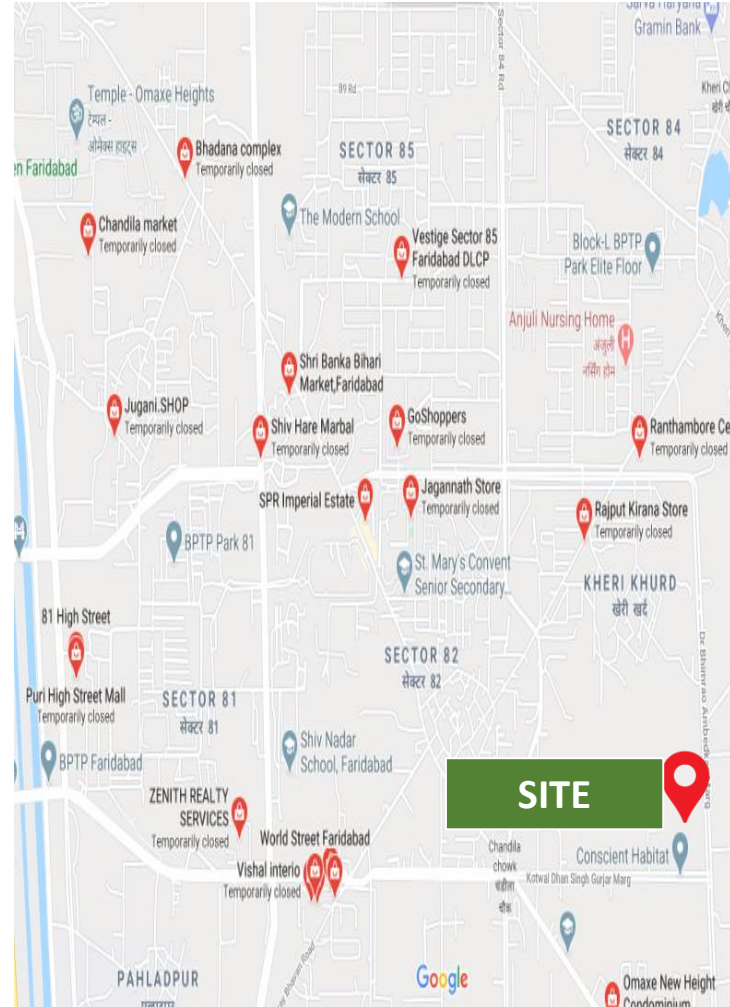 Sarva Haryana
Gramin Bank
Sector 84 Rd
Temple - Omaxe Heights
टेम्पल -
ओमेक्स हाइट्स
89 Rd
SECTOR 84
सेक्टर 84
Bhadana complex
Temporarily closed
SECTOR 85
सेक्टर 85
en Faridabad
Chandila market
Temporarily closed
The Modern School
Vestige Sector 85
Faridabad DLCP
Temporarily closed
Block-L BPTP
Park Elite Floor
Anjuli Nursing Home
अंजुली
नर्सिंग होम
Shri Banka Bihari
Market,Faridabad
Jugani.SHOP
Temporarily closed
Shiv Hare Marbal
Temporarily closed
GoShoppers
Temporarily closed
Ranthambore Ce
Temporarily closed
SPR Imperial Estate
Jagannath Store
Temporarily closed
Rajput Kirana Store
Temporarily closed
BPTP Park 81
St. Mary's Convent
Senior Secondary...
KHERI KHURD
खेरी खुर्द
81 High Street
Puri High Street Mall
Temporarily closed
SECTOR 82
सेक्टर 82
SECTOR 81
सेक्टर 81
Dr Bhimrao Ambedkar Marg
BPTP Faridabad
Shiv Nadar
School, Faridabad
SITE
ZENITH REALTY
SERVICES
Temporarily closed
World Street Faridabad
Vishal interio
Temporarily closed
Chandila
chowk
चंडीला
चौक
Conscient Habitat
Kotwal Dhan Singh Gurjar Marg
PAHLADPUR
Google
Omaxe New Height
Condominium